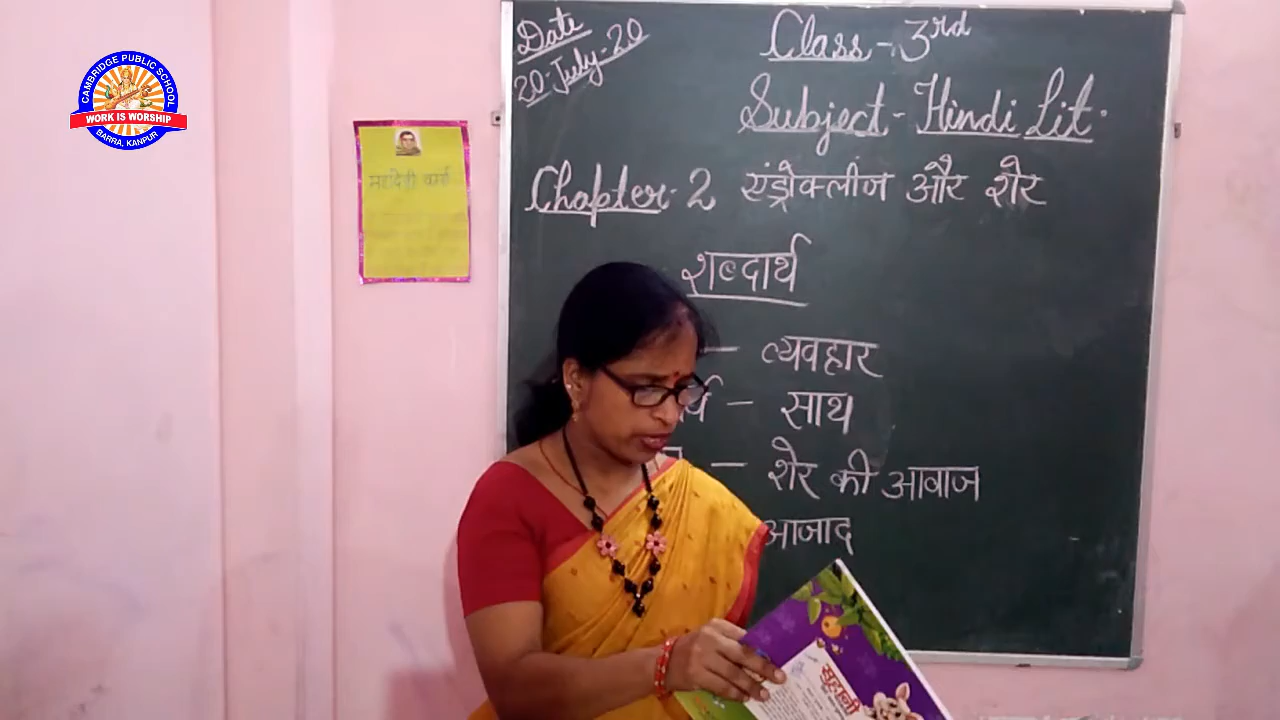 CAMBRIDGE PUBLIC SCHOOL
WORK IS WORSHIP
BARRA, KANPUR
महादेवी वर्मा
Date
20-July-20
Class - 3rd
Subject - Hindi Lit.
Chapter - 2 एंड्रोक्लीज और शेर
शब्दार्थ
— व्यवहार
— साथ
— शेर की आवाज
आजाद
सुहानी